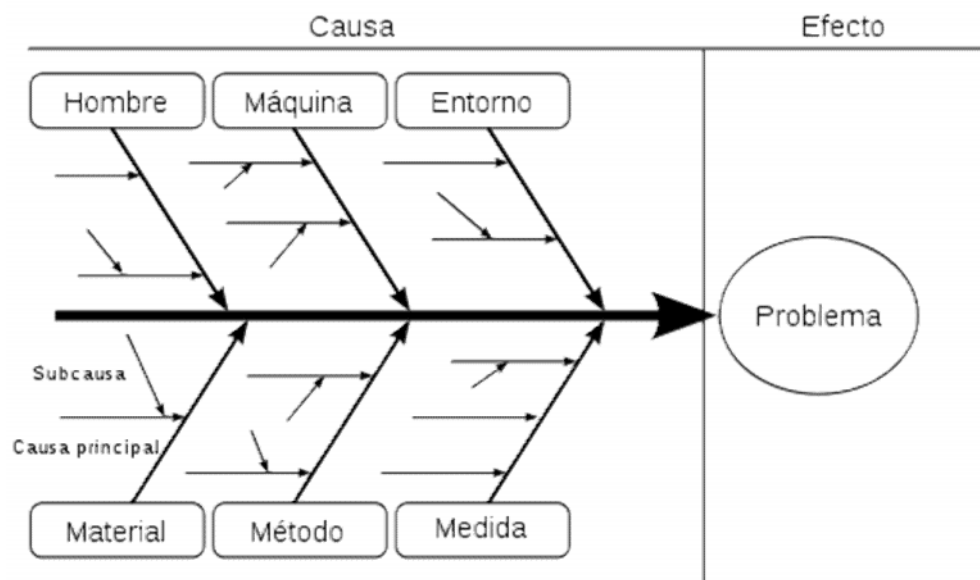 Causa
Efecto
Hombre
Máquina
Entorno
Problema
Subcausa
Causa principal
Material
Método
Medida